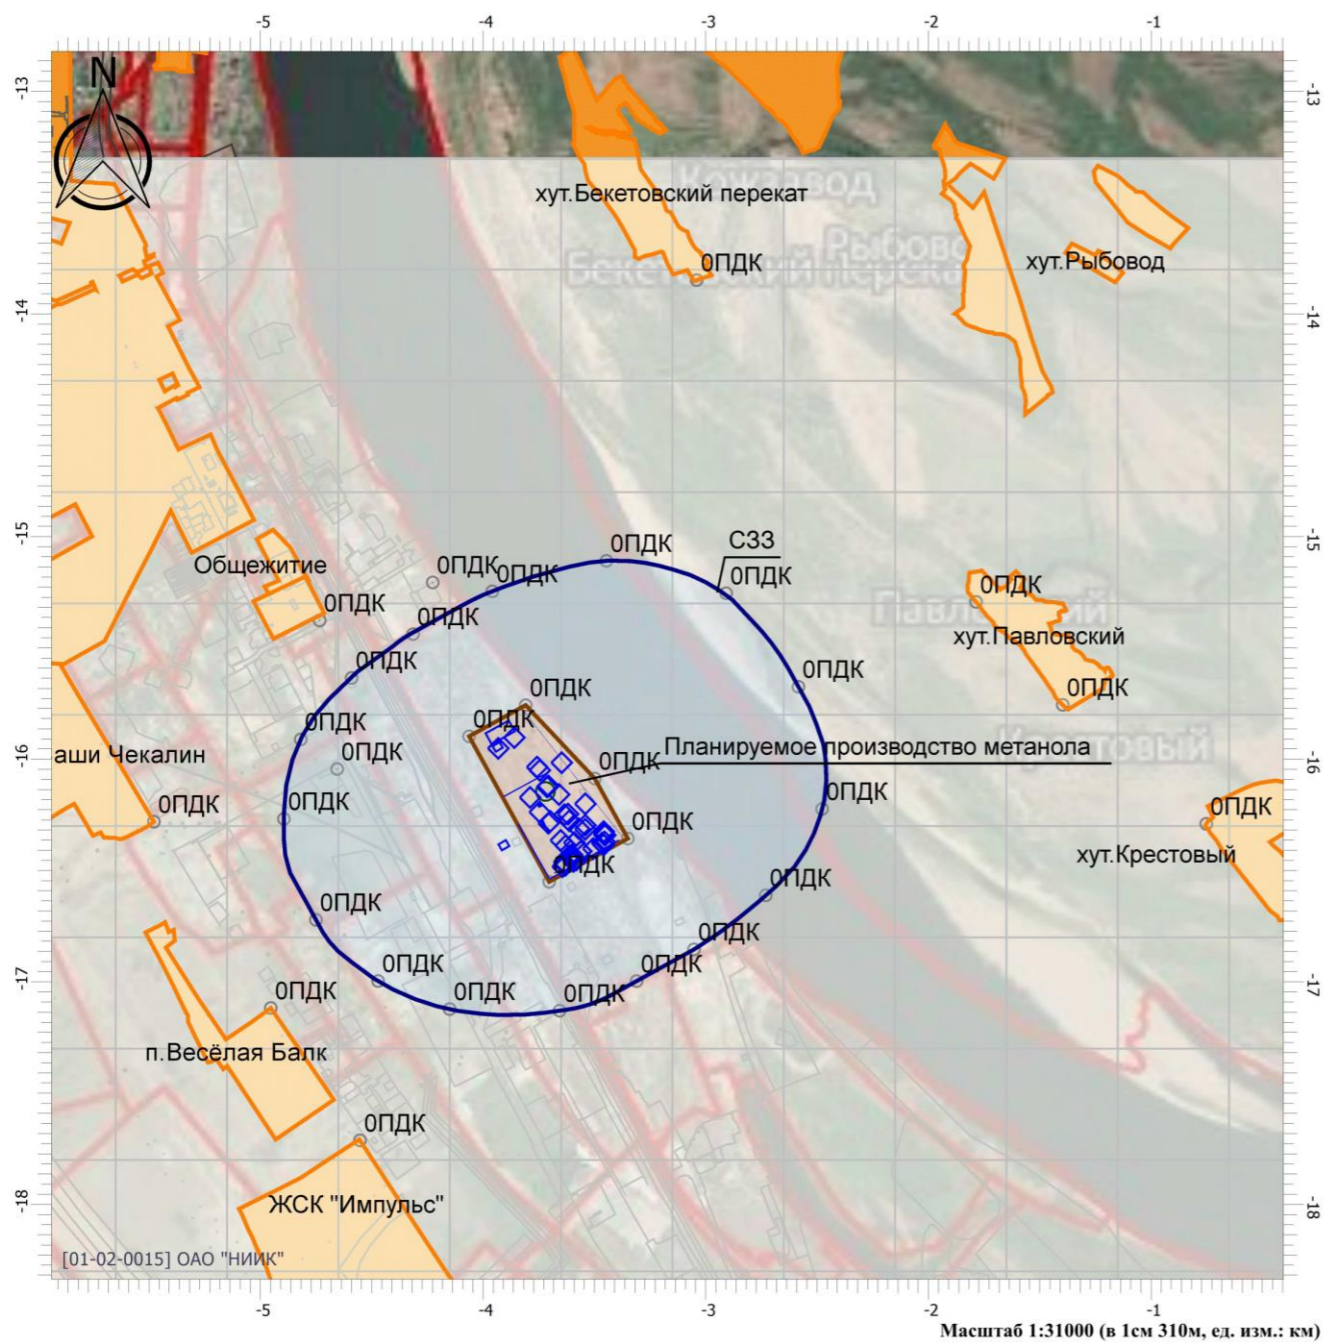 -5 -4 -3 -2 -1
-13 -13
N
хут.Бекетовский перекат
Кожзавод
хут.Рыбовод
0ПДК
-14 -14
-15 -15
0ПДК
СЗЗ
Общежитие
0ПДК
0ПДК
0ПДК
0ПДК
0ПДК
0ПДК
хут.Павловский
0ПДК
0ПДК
0ПДК
0ПДК
0ПДК
0ПДК
0ПДК
Планируемое производство метанола
Крестовый
аши Чекалин
0ПДК
0ПДК
-16 -16
0ПДК
0ПДК
0ПДК
0ПДК
0ПДК
хут.Крестовый
0ПДК
0ПДК
0ПДК
0ПДК
0ПДК
0ПДК
0ПДК
0ПДК
0ПДК
-17 -17
п.Весёлая Балк
0ПДК
ЖСК "Импульс"
-18 -18
[01-02-0015] ОАО "НИИК"
-5 -4 -3 -2 -1
Масштаб 1:31000 (в 1см 310м, ед. изм.: км)